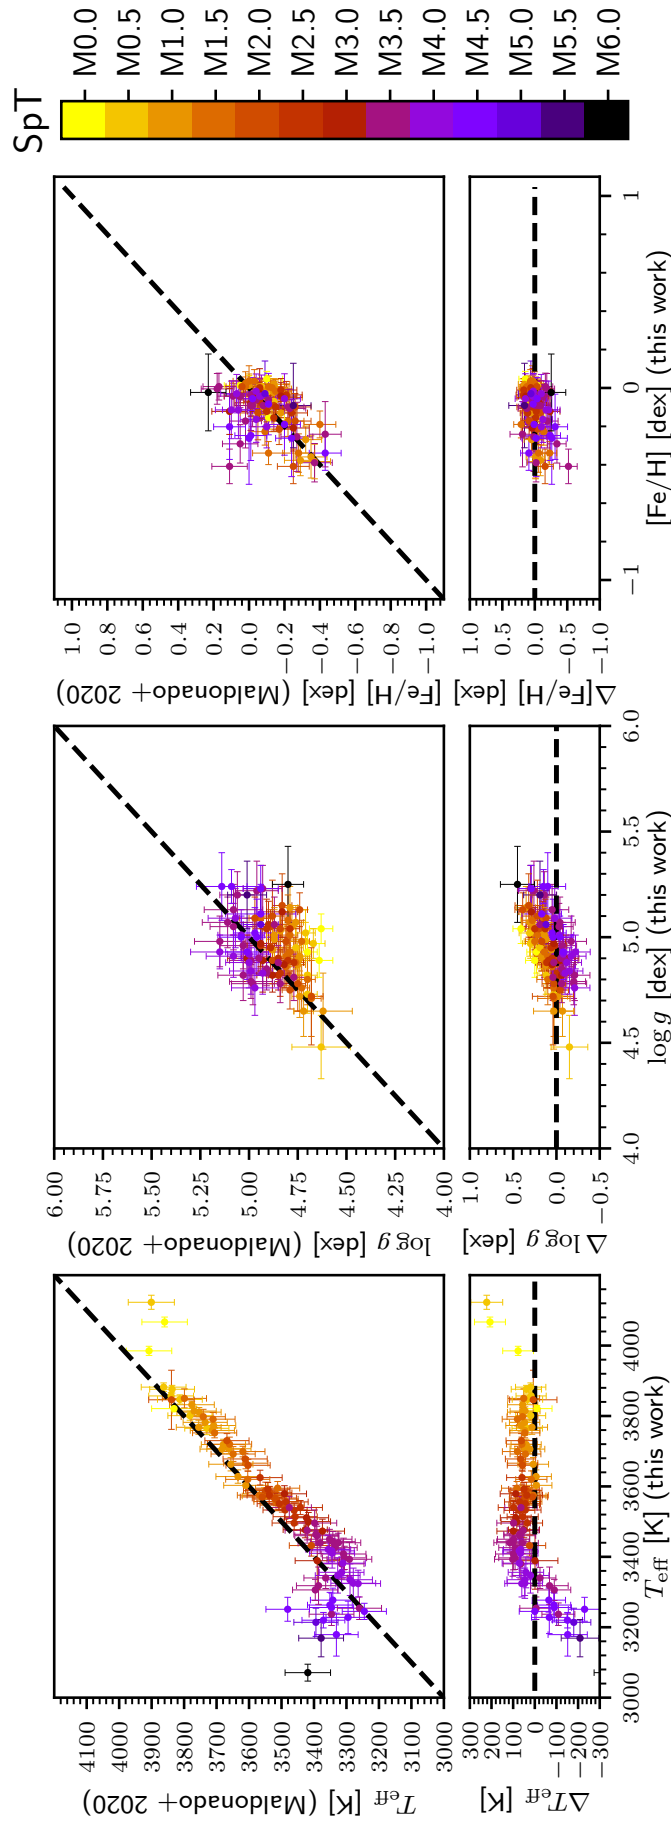 4100
4000
3900
3800
3700
3600
3500
3400
3300
3200
3100
3000
T_eff [K] (Maldonado+ 2020)
300
200
100
0
−100
−200
−300
ΔT_eff [K]
3000 3200 3400 3600 3800 4000
T_eff [K] (this work)
6.00
5.75
5.50
5.25
5.00
4.75
4.50
4.25
4.00
log g [dex] (Maldonado+ 2020)
1.0
0.5
0.0
−0.5
Δ log g [dex]
4.0 4.5 5.0 5.5 6.0
log g [dex] (this work)
1.0
0.8
0.6
0.4
0.2
0.0
−0.2
−0.4
−0.6
−0.8
−1.0
[Fe/H] [dex] (Maldonado+ 2020)
1.0
0.5
0.0
−0.5
−1.0
Δ[Fe/H] [dex]
−1 0 1
[Fe/H] [dex] (this work)
SpT
M0.0
M0.5
M1.0
M1.5
M2.0
M2.5
M3.0
M3.5
M4.0
M4.5
M5.0
M5.5
M6.0